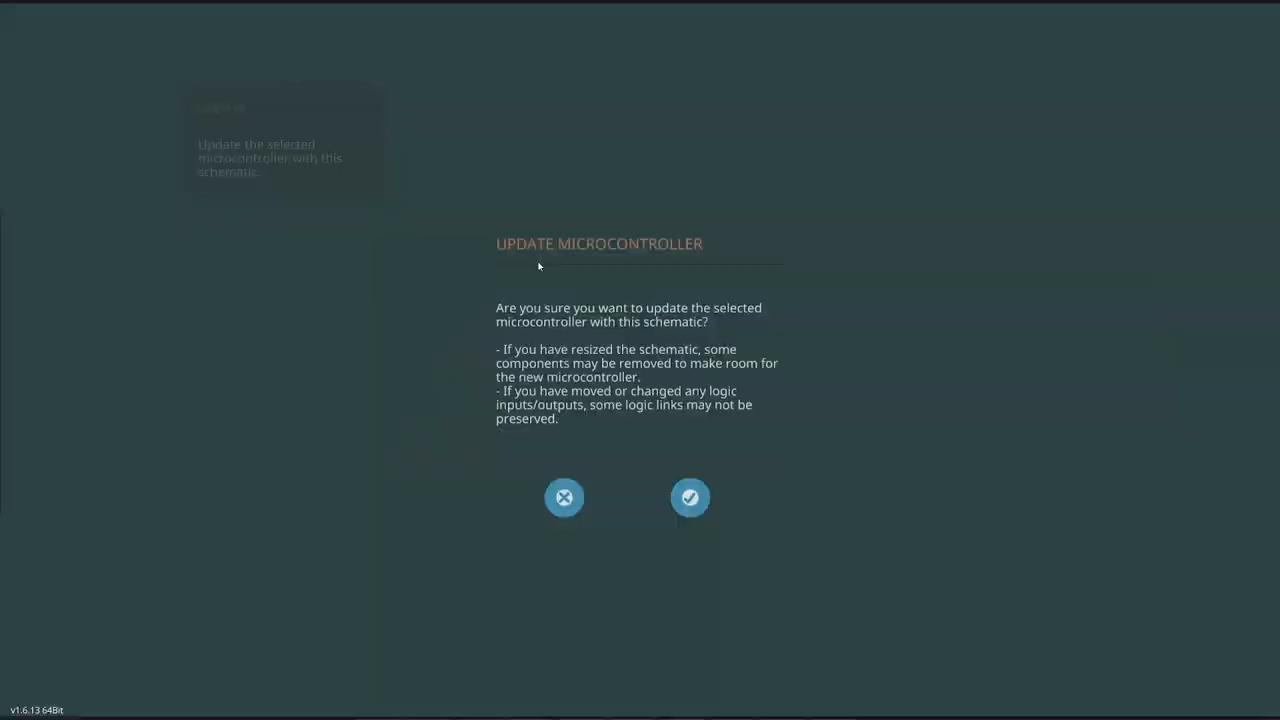 Update the selected
microcontroller with this
schematic.
UPDATE MICROCONTROLLER
Are you sure you want to update the selected
microcontroller with this schematic?
- If you have resized the schematic, some
components may be removed to make room for
the new microcontroller.
- If you have moved or changed any logic
inputs/outputs, some logic links may not be
preserved.
v1.6.13 64Bit